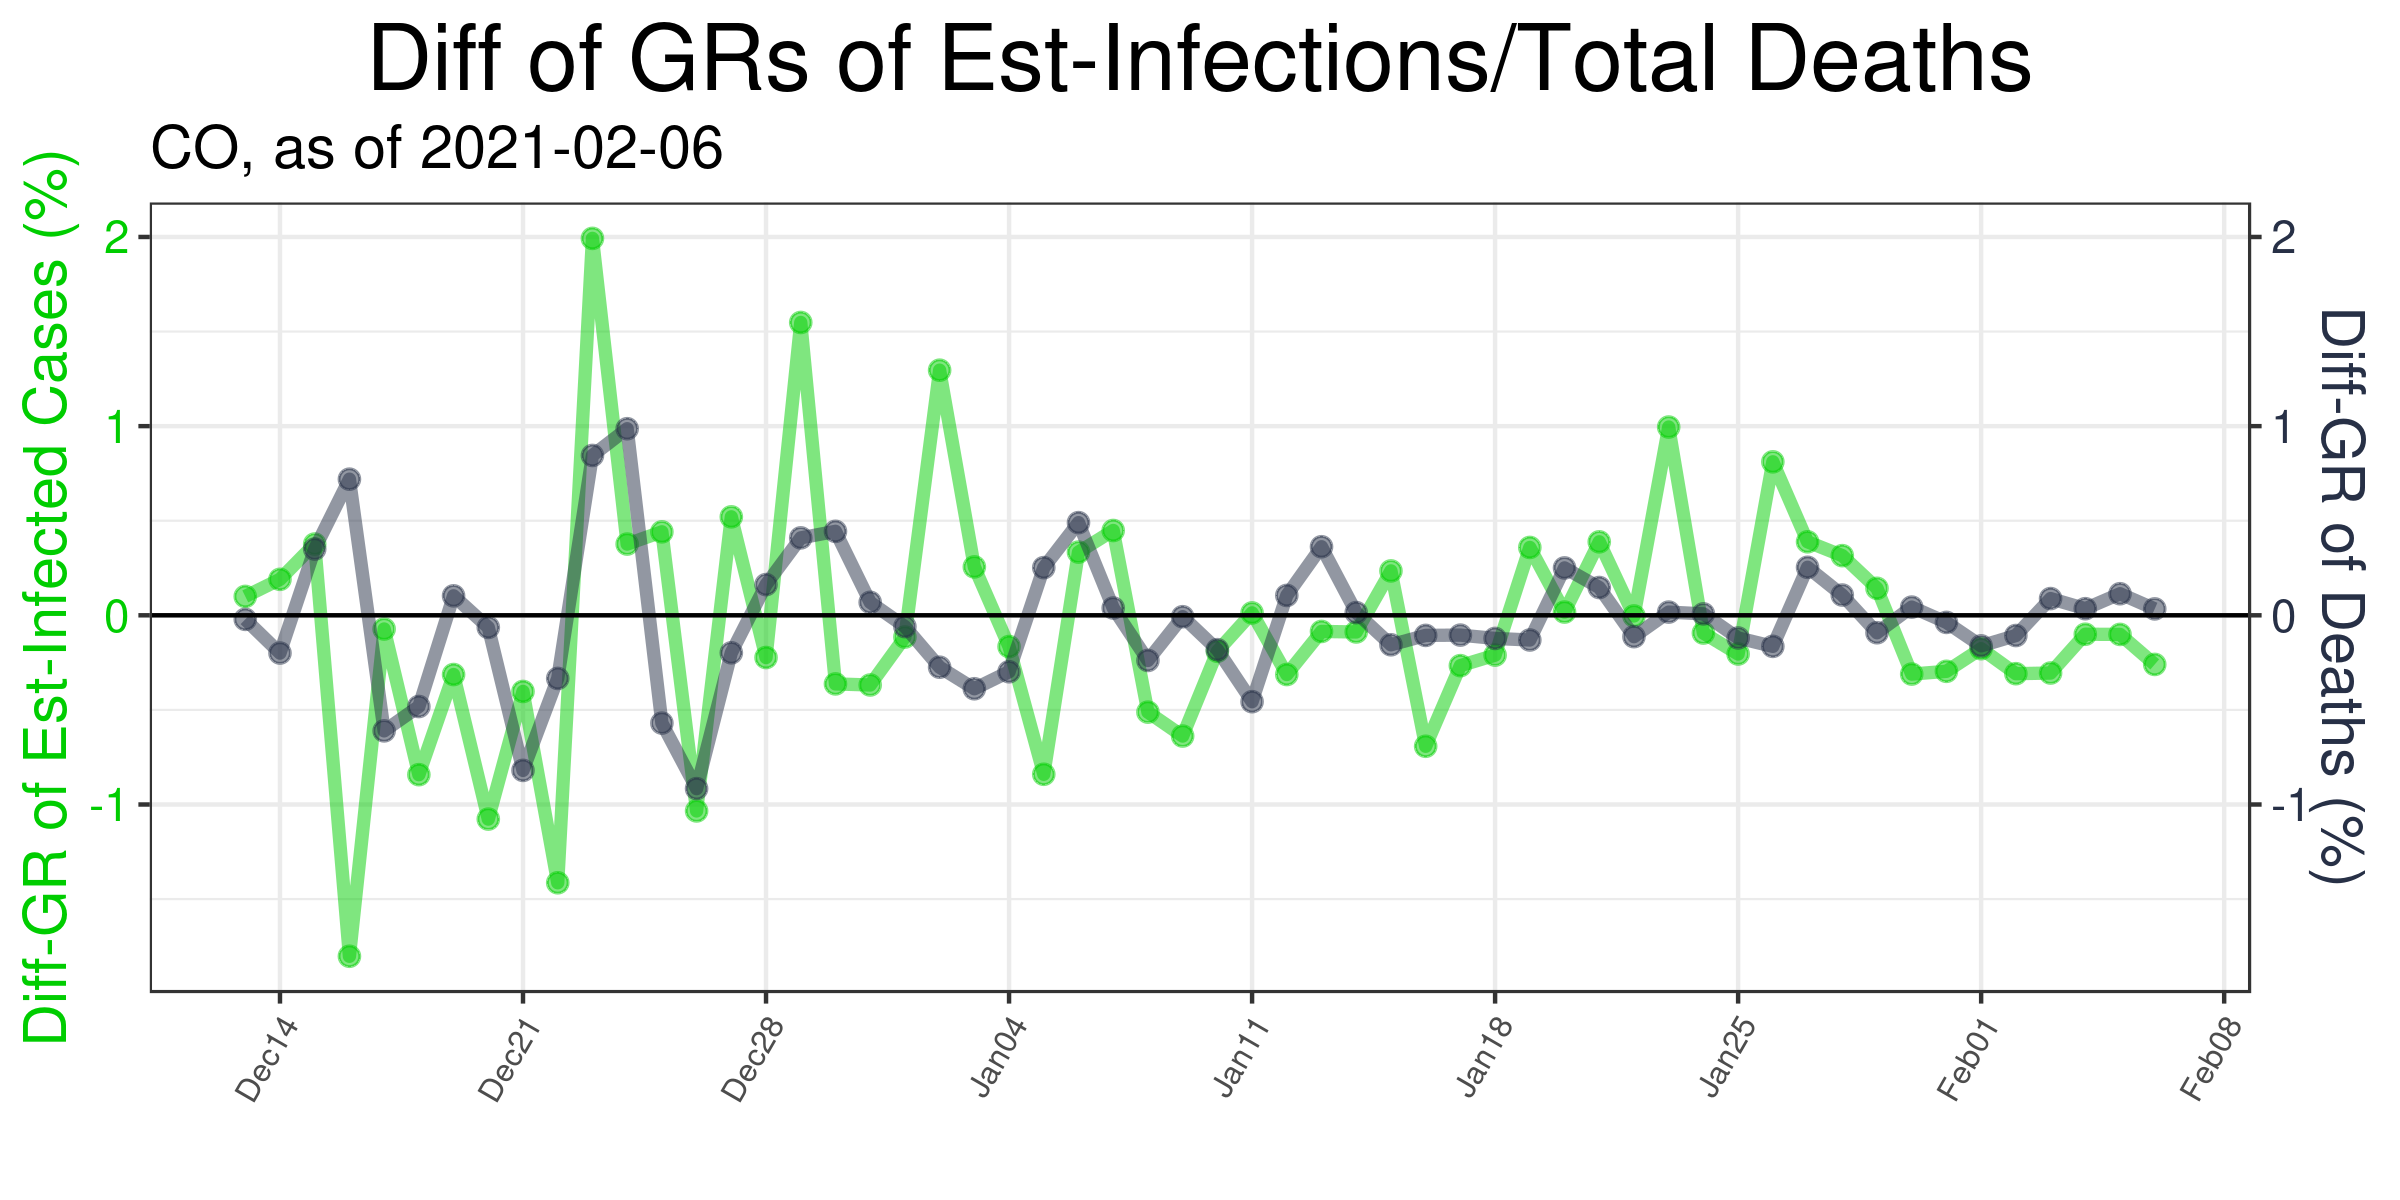 Diff of GRs of Est-Infections/Total Deaths
CO, as of 2021-02-06
Diff-GR of Est-Infected Cases (%)
2
1
0
-1
2
1
0
-1
Diff-GR of Deaths (%)
Dec14
Dec21
Dec28
Jan04
Jan11
Jan18
Jan25
Feb01
Feb08